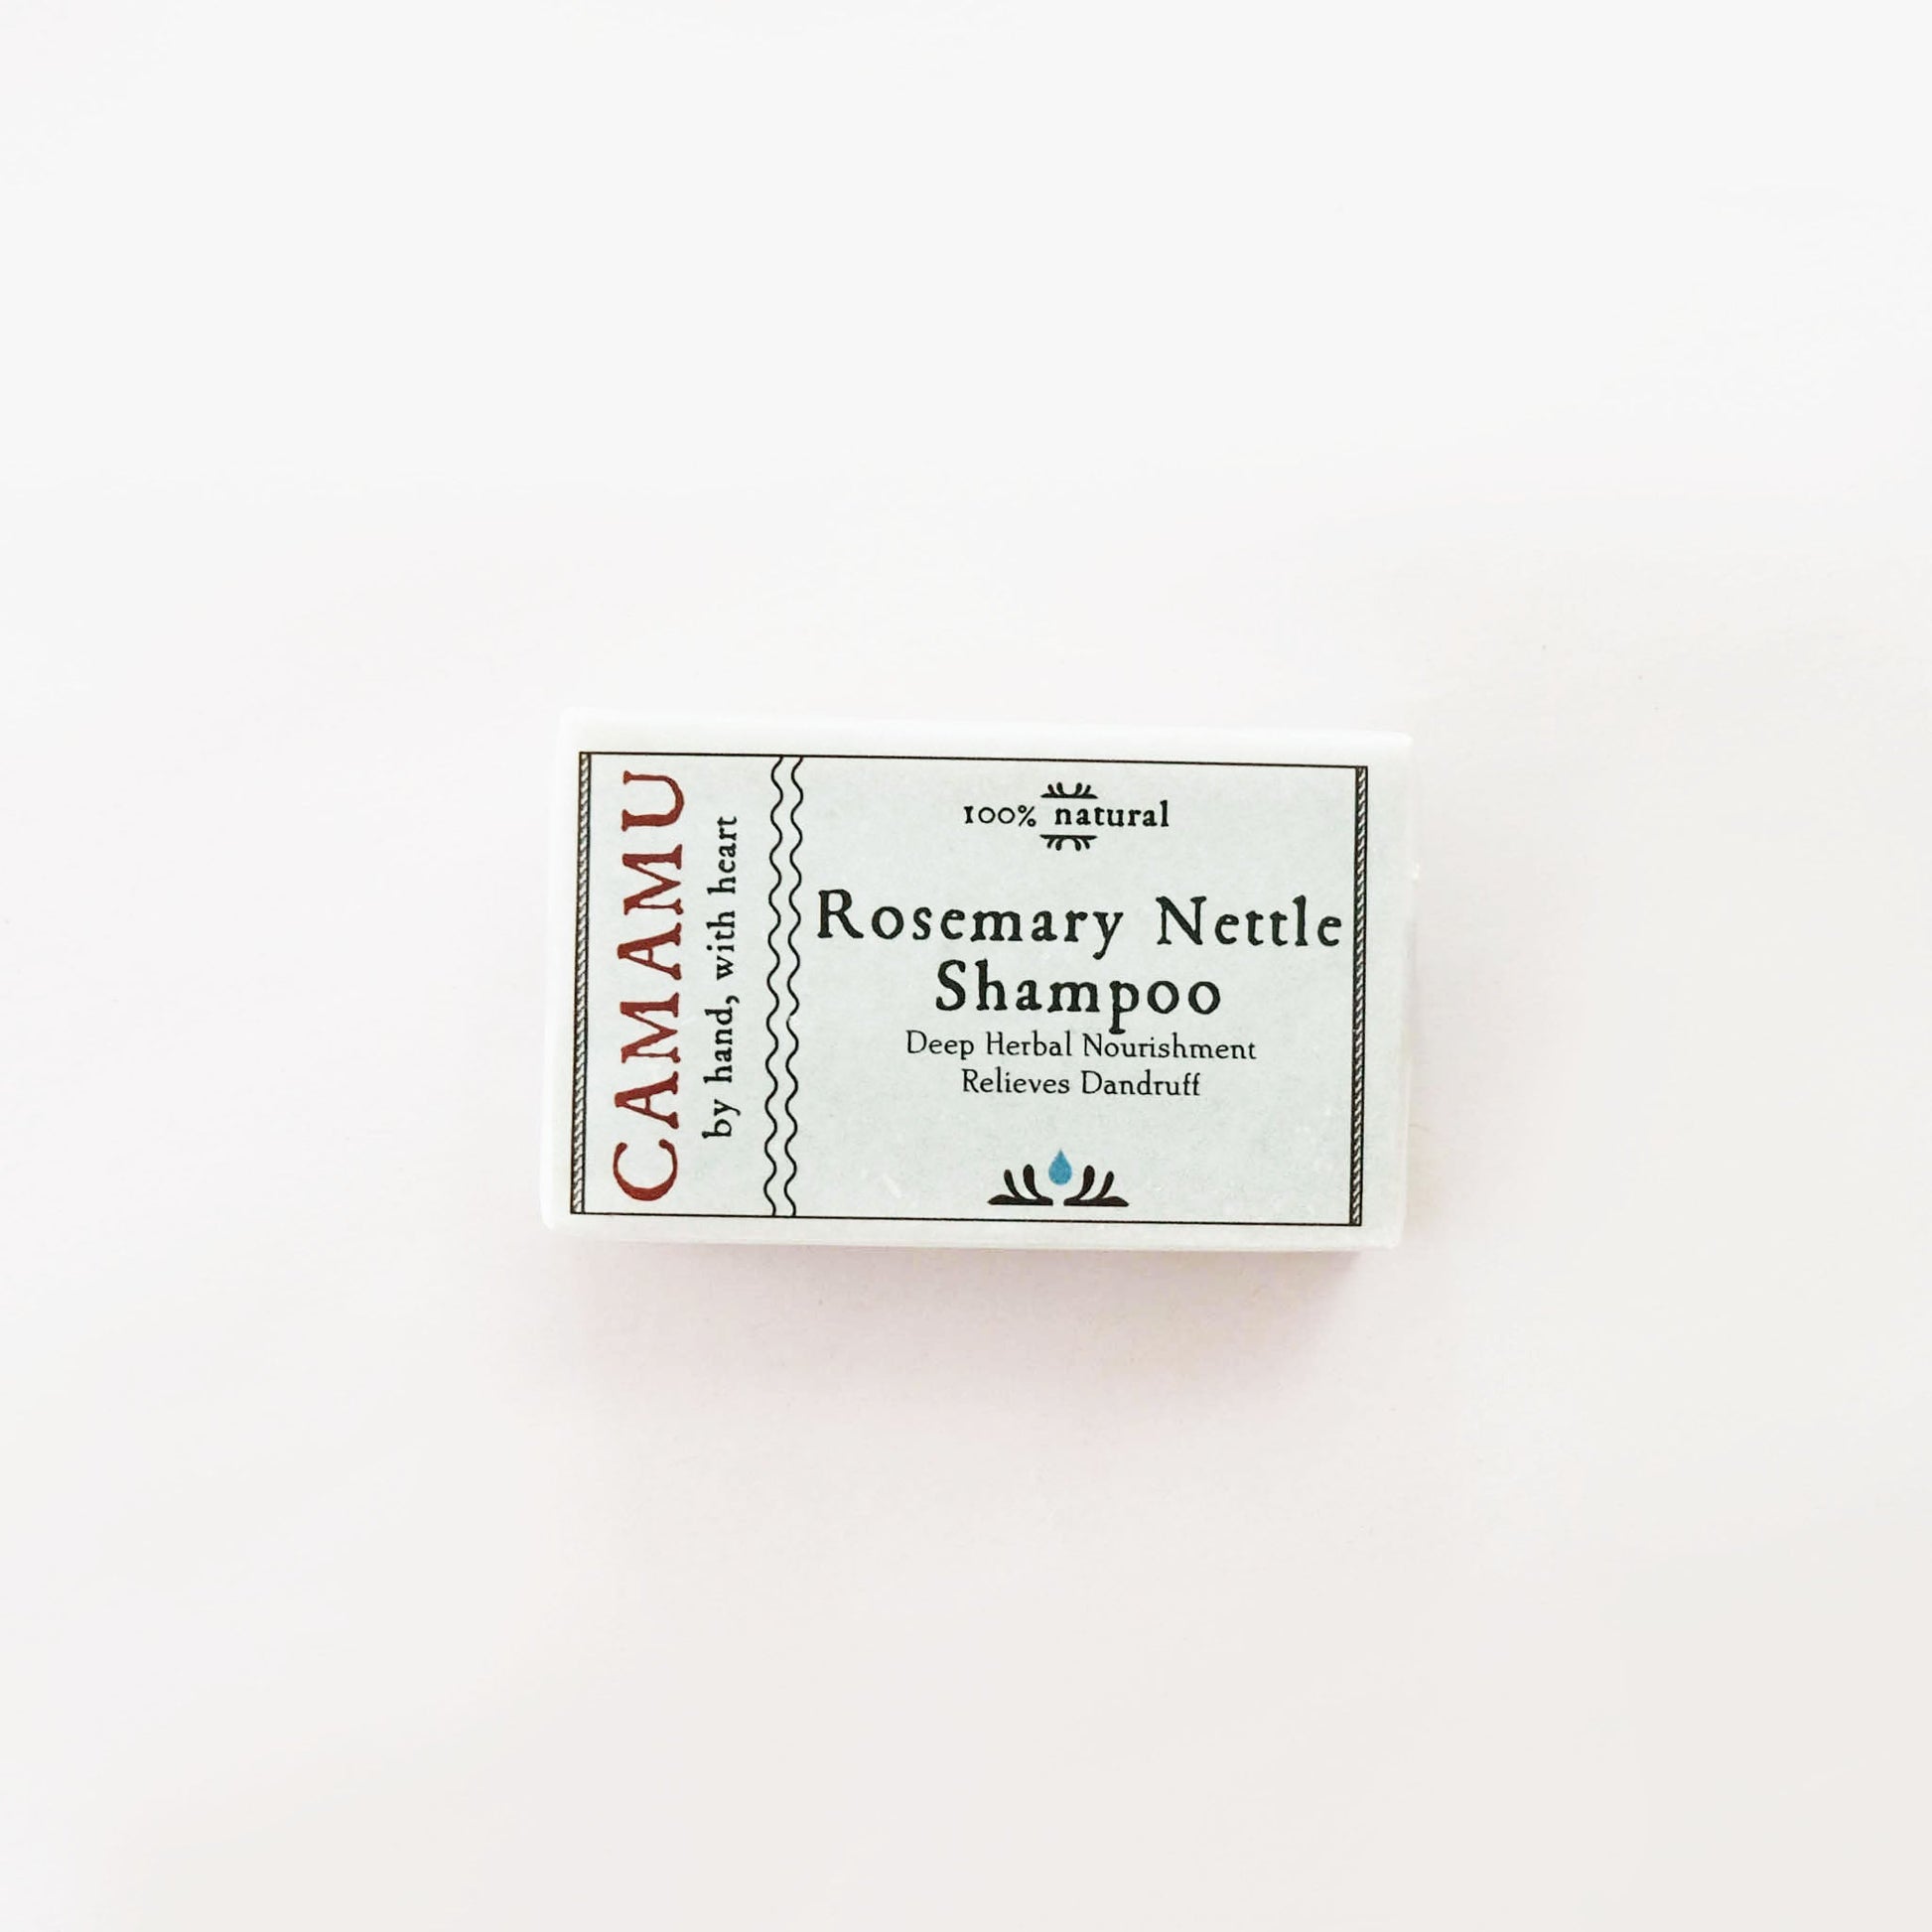 CAMAMU
by hand, with heart
100% natural
Rosemary Nettle
Shampoo
Deep Herbal Nourishment
Relieves Dandruff